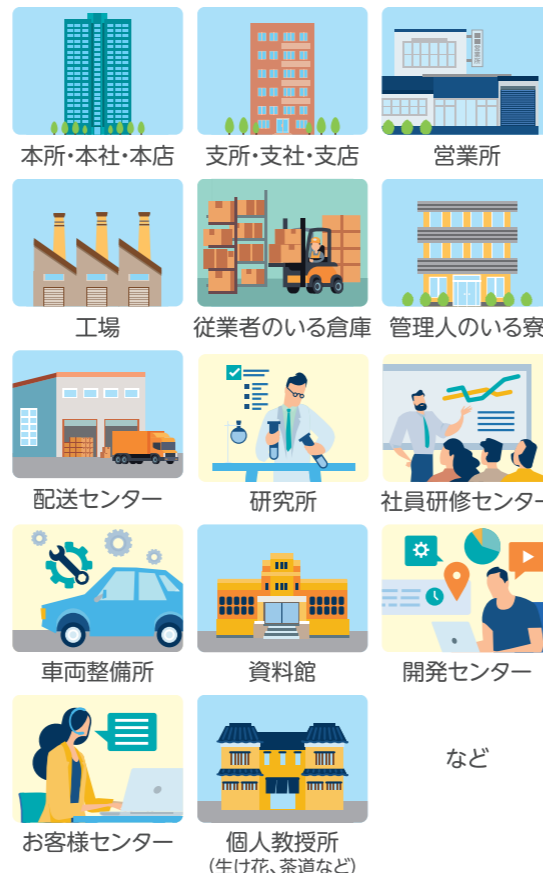 本所・本社・本店
支所・支社・支店
営業所
工場
従業者のいる倉庫
管理人のいる寮
配送センター
研究所
社員研修センター
車両整備所
資料館
開発センター
お客様センター
個人教授所
(生け花、茶道など)
など